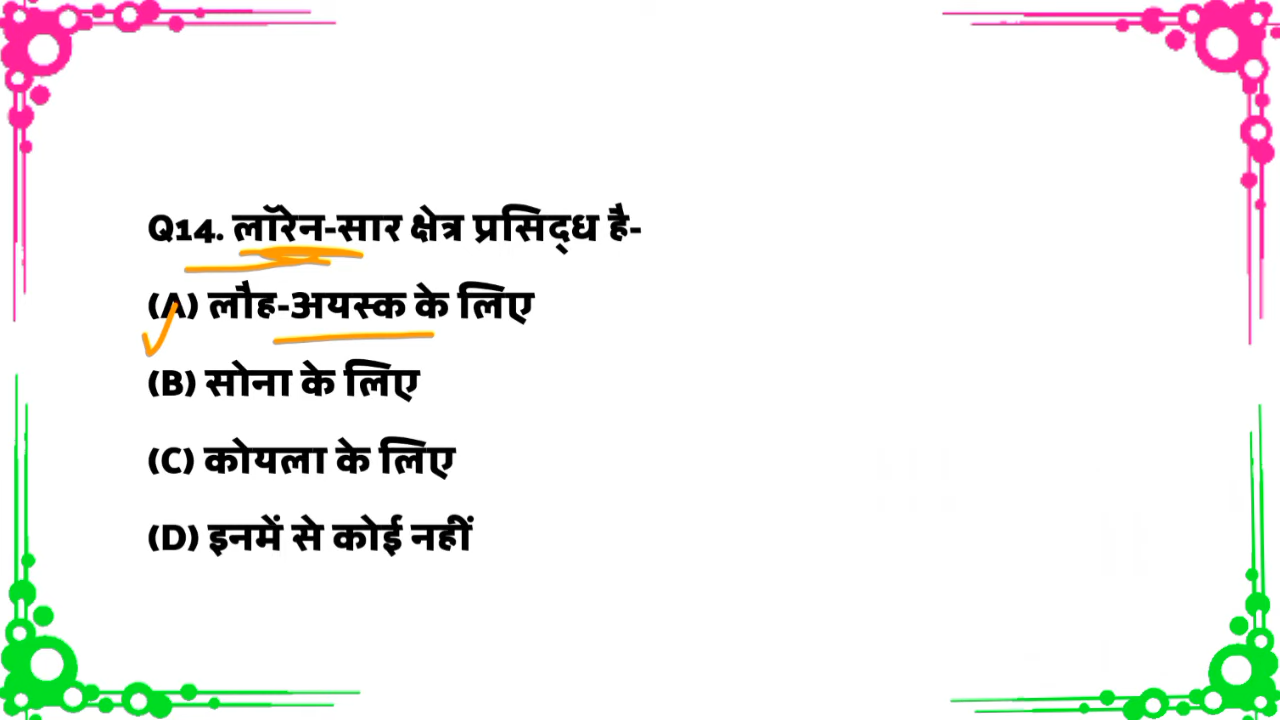 Q14. लॉरेन-सार क्षेत्र प्रसिद्ध है-
(A) लौह-अयस्क के लिए
(B) सोना के लिए
(C) कोयला के लिए
(D) इनमें से कोई नहीं